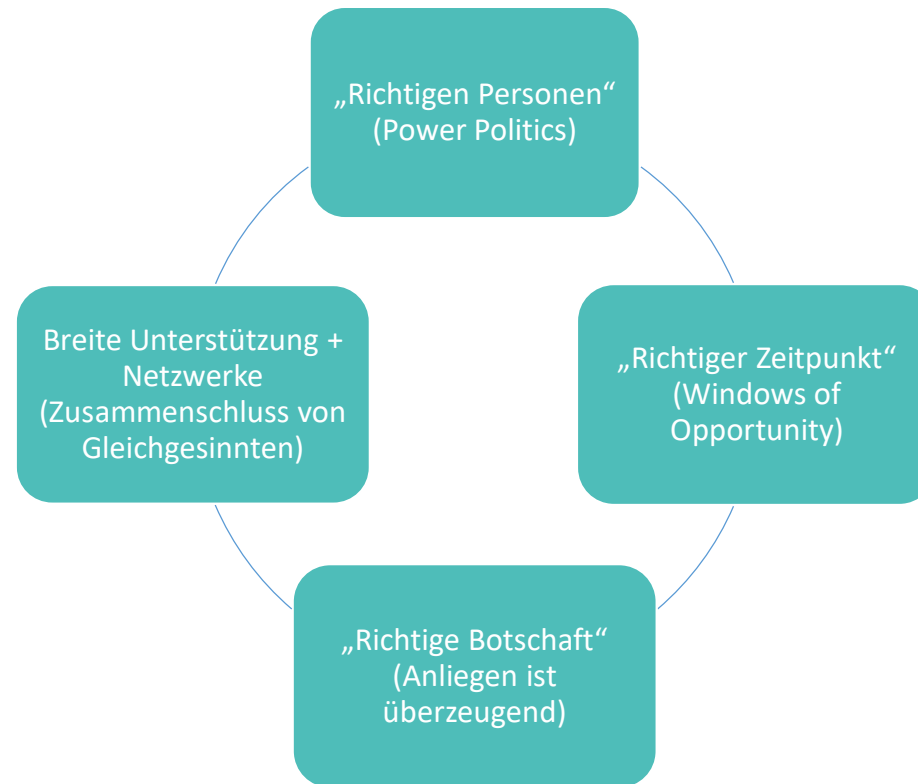 „Richtigen Personen“
(Power Politics)
Breite Unterstützung +
Netzwerke
(Zusammenschluss von
Gleichgesinnten)
„Richtiger Zeitpunkt“
(Windows of
Opportunity)
„Richtige Botschaft“
(Anliegen ist
überzeugend)